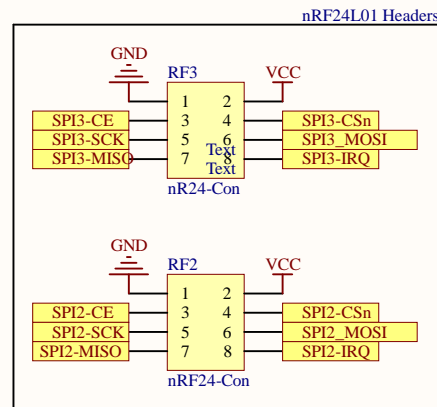 nRF24L01 Headers
GND
RF3
VCC
1 2
SPI3-CE 3 4 SPI3-CSn
SPI3-SCK 5 6 SPI3_MOSI
Text
SPI3-MISO 7 8 SPI3-IRQ
Text
nR24-Con
GND
RF2
VCC
1 2
SPI2-CE 3 4 SPI2-CSn
SPI2-SCK 5 6 SPI2_MOSI
SPI2-MISO 7 8 SPI2-IRQ
nRF24-Con